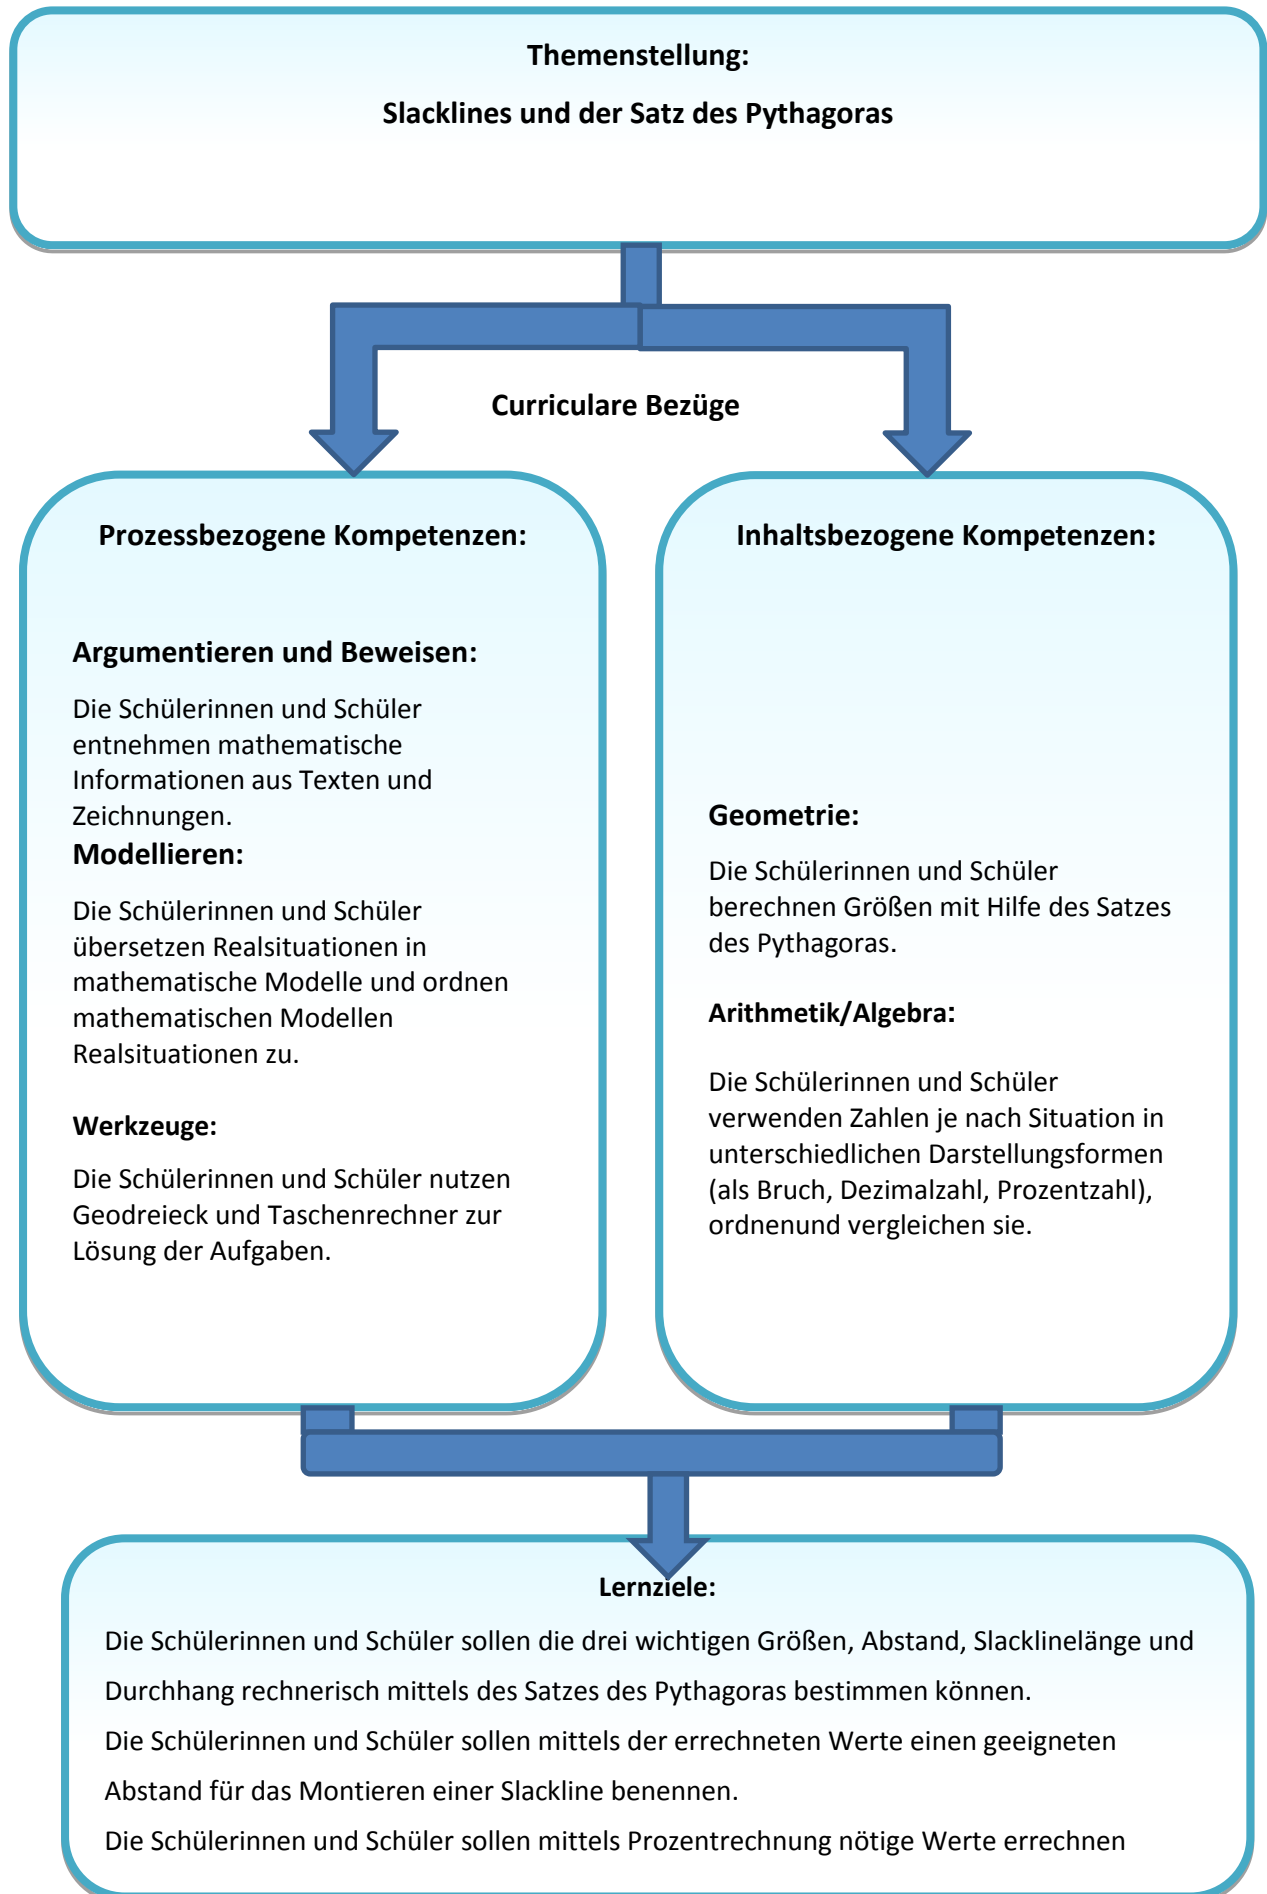 Themenstellung:
Slacklines und der Satz des Pythagoras
Curriculare Bezüge
Prozessbezogene Kompetenzen:
Argumentieren und Beweisen:
Die Schülerinnen und Schüler
entnehmen mathematische
Informationen aus Texten und
Zeichnungen.
Modellieren:
Die Schülerinnen und Schüler
übersetzen Realsituationen in
mathematische Modelle und ordnen
mathematischen Modellen
Realsituationen zu.
Werkzeuge:
Die Schülerinnen und Schüler nutzen
Geodreieck und Taschenrechner zur
Lösung der Aufgaben.
Inhaltsbezogene Kompetenzen:
Geometrie:
Die Schülerinnen und Schüler
berechnen Größen mit Hilfe des Satzes
des Pythagoras.
Arithmetik/Algebra:
Die Schülerinnen und Schüler
verwenden Zahlen je nach Situation in
unterschiedlichen Darstellungsformen
(als Bruch, Dezimalzahl, Prozentzahl),
ordnenund vergleichen sie.
Lernziele:
Die Schülerinnen und Schüler sollen die drei wichtigen Größen, Abstand, Slacklinelänge und
Durchhang rechnerisch mittels des Satzes des Pythagoras bestimmen können.
Die Schülerinnen und Schüler sollen mittels der errechneten Werte einen geeigneten
Abstand für das Montieren einer Slackline benennen.
Die Schülerinnen und Schüler sollen mittels Prozentrechnung nötige Werte errechnen